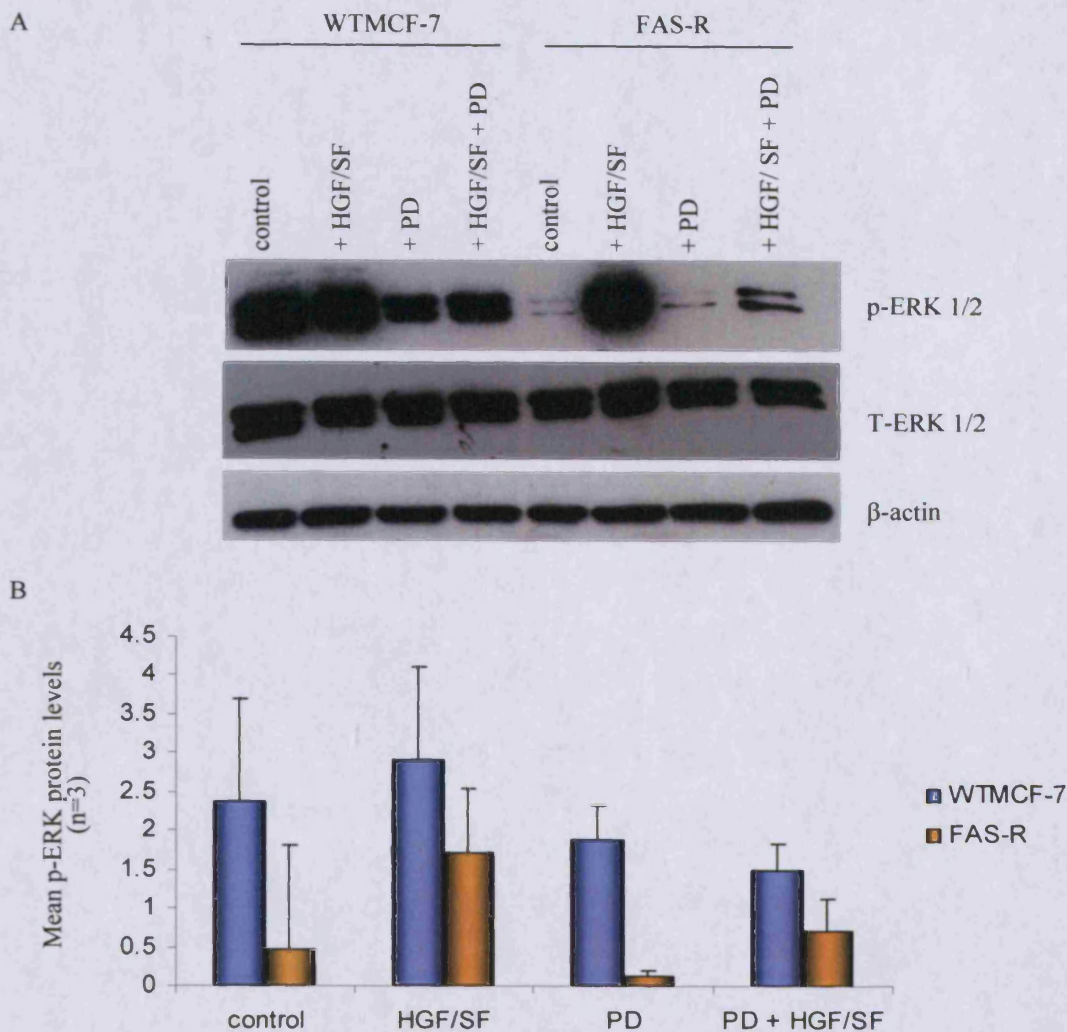 A
WTMCF-7 FAS-R
control + HGF/SF + PD + HGF/SF + PD control + HGF/SF + PD + HGF/ SF + PD
p-ERK 1/2
T-ERK 1/2
β-actin
B
Mean p-ERK protein levels
(n=3)
4.5
4
3.5
3
2.5
2
1.5
1
0.5
0
control HGF/SF PD PD + HGF/SF
WTMCF-7
FAS-R